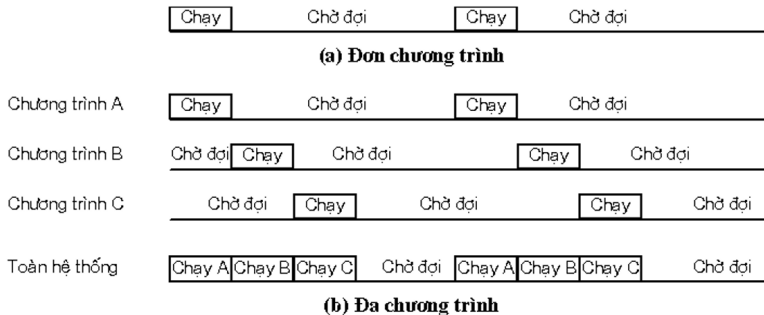 Chạy Chờ đợi Chạy Chờ đợi
(a) Đơn chương trình
Chương trình A Chạy Chờ đợi Chạy Chờ đợi
Chương trình B Chờ đợi Chạy Chờ đợi Chạy Chờ đợi
Chương trình C Chờ đợi Chạy Chờ đợi Chạy Chờ đợi
Toàn hệ thống Chạy A Chạy B Chạy C Chờ đợi Chạy A Chạy B Chạy C Chờ đợi
(b) Đa chương trình